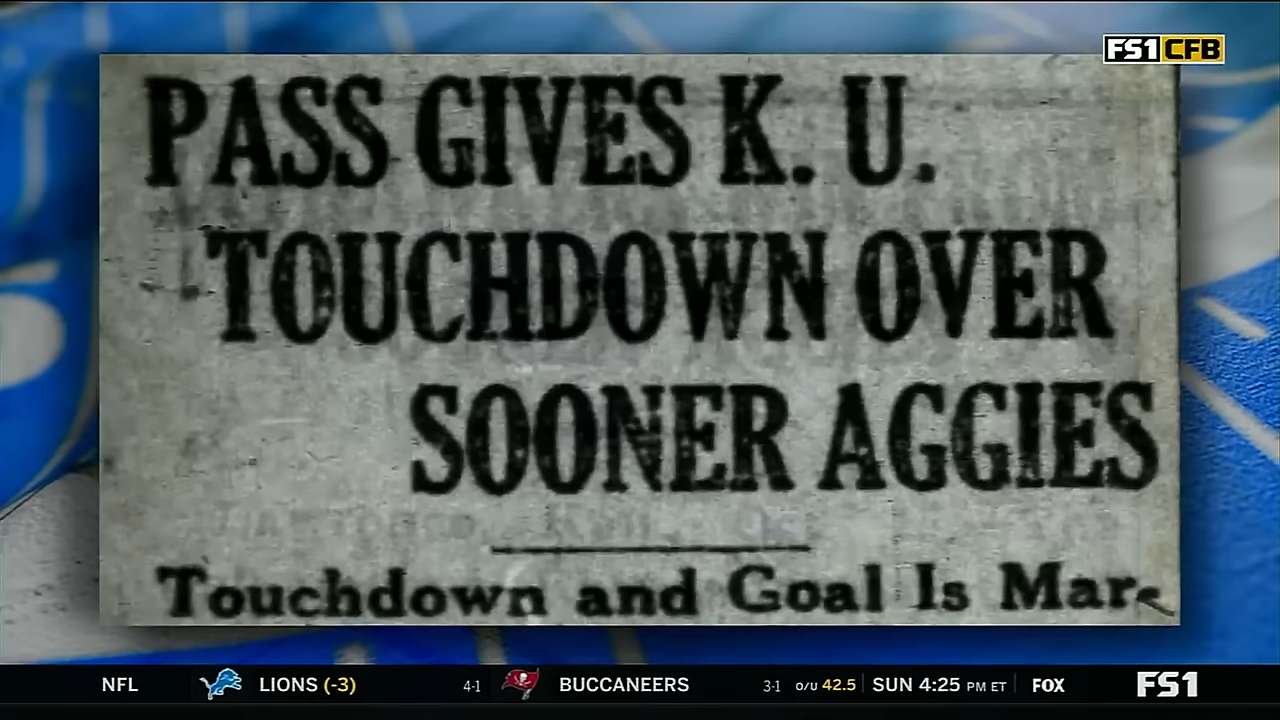 FS1 CFB
PASS GIVES K. U.
TOUCHDOWN OVER
SOONER AGGIES
Touchdown and Goal Is Mar-
NFL LIONS (-3) 4-1 BUCCANEERS 3-1 O/U 42.5 SUN 4:25 PM ET FOX FS1